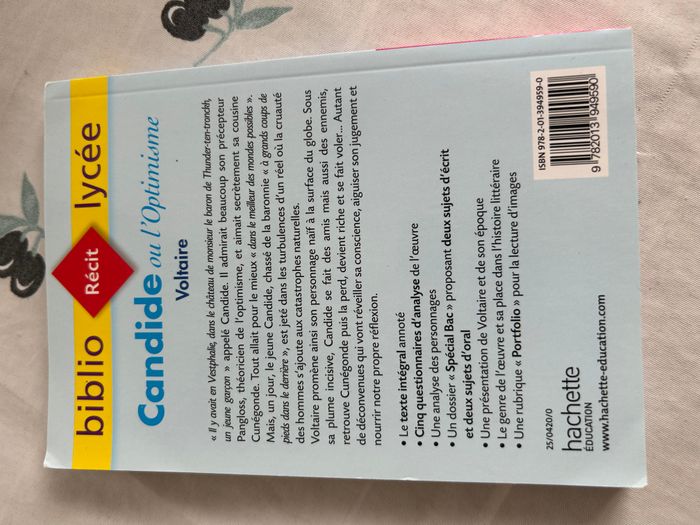 biblio
Récit
lycée
Candide ou l'Optimisme
Voltaire
« Il y avait en Vestphalie, dans le château de monsieur le baron de Thunder-ten-tronckh,
un jeune garçon » appelé Candide. Il admirait beaucoup son précepteur
Pangloss, théoricien de l'optimisme, et aimait secrètement sa cousine
Cunégonde. Tout allait pour le mieux « dans le meilleur des mondes possibles ».
Mais, un jour, le jeune Candide, chassé de la baronnie « à grands coups de
pieds dans le derrière », est jeté dans les turbulences d'un réel où la cruauté
des hommes s'ajoute aux catastrophes naturelles.
Voltaire promène ainsi son personnage naïf à la surface du globe. Sous
sa plume incisive, Candide se fait des amis mais aussi des ennemis,
retrouve Cunégonde puis la perd, devient riche et se fait voler... Autant
de déconvenues qui vont réveiller sa conscience, aiguiser son jugement et
nourrir notre propre réflexion.
• Le texte intégral annoté
• Cinq questionnaires d'analyse de l'œuvre
• Une analyse des personnages
• Un dossier « Spécial Bac » proposant deux sujets d'écrit
et deux sujets d'oral
• Une présentation de Voltaire et de son époque
• Le genre de l'œuvre et sa place dans l'histoire littéraire
• Une rubrique « Portfolio » pour la lecture d'images
25/0420/0
hachette
ÉDUCATION
www.hachette-education.com
ISBN 978-2-01-394959-0
9 782013 949590